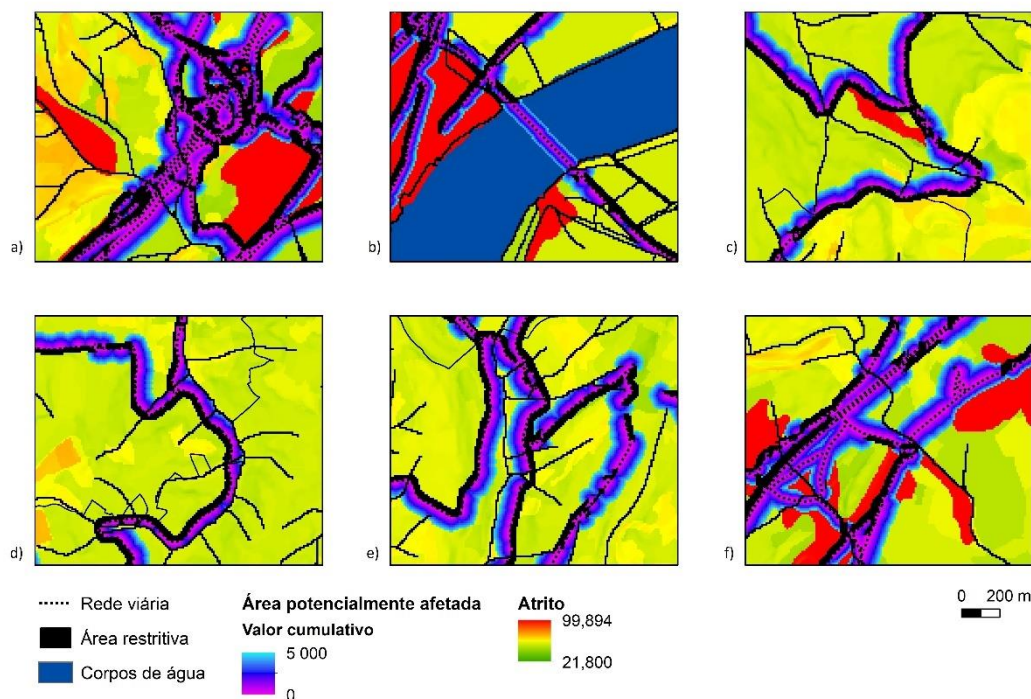 a)
b)
c)
d)
e)
f)
Rede viária
Área restritiva
Corpos de água
Área potencialmente afetada
Valor cumulativo
5 000
0
Atrito
99,894
21,800
0 200 m